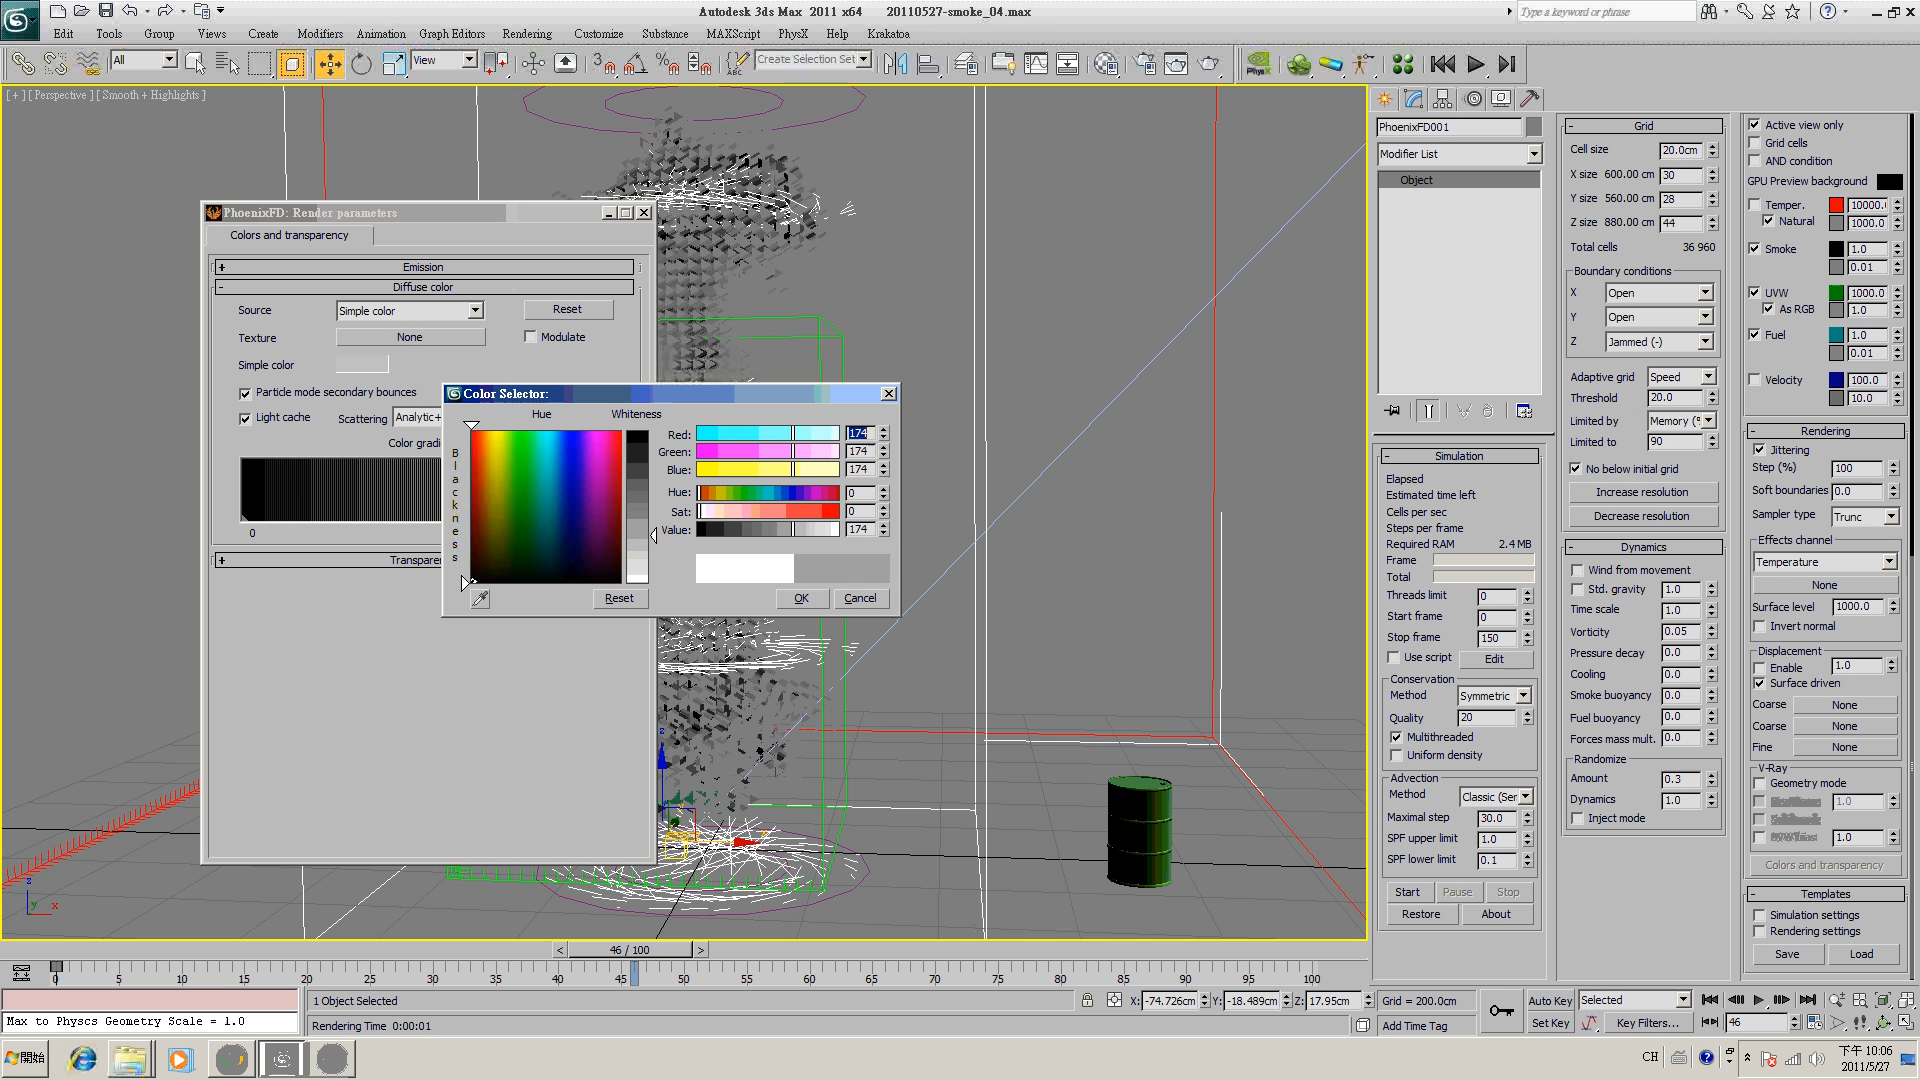 Autodesk 3ds Max 2011 x64 20110527-smoke_04.max
Type a keyword or phrase
Edit Tools Group Views Create Modifiers Animation Graph Editors Rendering Customize Substance MAXScript PhysX Help Krakatoa
All
View
Create Selection Set
[ + ] [ Perspective ] [ Smooth + Highlights ]
PhoenixFD: Render parameters
Colors and transparency
+ Emission
- Diffuse color
Source Simple color Reset
Texture None Modulate
Simple color
Particle mode secondary bounces
Light cache Scattering Analytic+
Color gradi
0
+ Transparen
Color Selector:
Hue Whiteness
Blackness
Red: 174
Green: 174
Blue: 174
Hue: 0
Sat: 0
Value: 174
Reset OK Cancel
PhoenixFD001
Modifier List
Object
- Simulation
Elapsed
Estimated time left
Cells per sec
Steps per frame
Required RAM 2.4 MB
Frame
Total
Threads limit 0
Start frame 0
Stop frame 150
Use script Edit
Conservation
Method Symmetric
Quality 20
Multithreaded
Uniform density
Advection
Method Classic (Ser
Maximal step 30.0
SPF upper limit 1.0
SPF lower limit 0.1
Start Pause Stop
Restore About
- Grid
Cell size 20.0cm
X size 600.00 cm 30
Y size 560.00 cm 28
Z size 880.00 cm 44
Total cells 36 960
Boundary conditions
X Open
Y Open
Z Jammed (-)
Adaptive grid Speed
Threshold 20.0
Limited by Memory (%
Limited to 90
No below initial grid
Increase resolution
Decrease resolution
- Dynamics
Wind from movement
Std. gravity 1.0
Time scale 1.0
Vorticity 0.05
Pressure decay 0.0
Cooling 0.0
Smoke buoyancy 0.0
Fuel buoyancy 0.0
Forces mass mult. 0.0
Randomize
Amount 0.3
Dynamics 1.0
Inject mode
Active view only
Grid cells
AND condition
GPU Preview background
Temper. 10000.
Natural 1000.0
Smoke 1.0
0.01
UVW 1000.0
As RGB 1.0
Fuel 1.0
0.01
Velocity 100.0
10.0
- Rendering
Jittering
Step (%) 100
Soft boundaries 0.0
Sampler type Trunc
Effects channel
Temperature
None
Surface level 1000.0
Invert normal
Displacement
Enable 1.0
Surface driven
Coarse None
Coarse None
Fine None
V-Ray
Geometry mode
1.0
1.0
Colors and transparency
- Templates
Simulation settings
Rendering settings
Save Load
< 46 / 100 >
0 5 10 15 20 25 30 35 40 45 50 55 60 65 70 75 80 85 90 95 100
1 Object Selected X: -74.726cm Y: -18.489cm Z: 17.95cm Grid = 200.0cm Auto Key Selected
Max to Physcs Geometry Scale = 1.0 Rendering Time 0:00:01 Add Time Tag Set Key Key Filters... 46
開始 CH 下午 10:06
2011/5/27